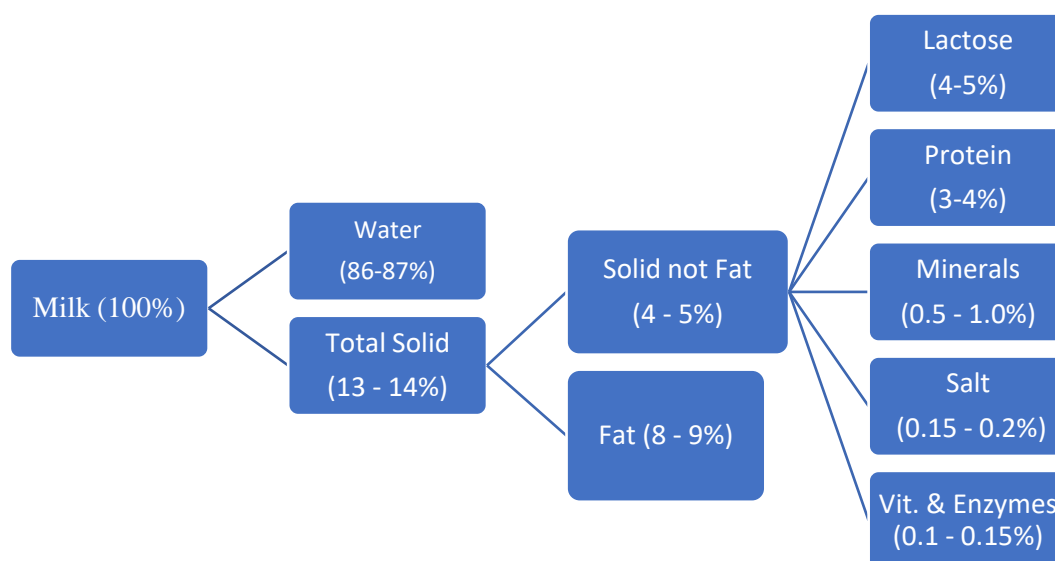 Milk (100%)
Water
(86-87%)
Total Solid
(13 - 14%)
Solid not Fat
(4 - 5%)
Fat (8 - 9%)
Lactose
(4-5%)
Protein
(3-4%)
Minerals
(0.5 - 1.0%)
Salt
(0.15 - 0.2%)
Vit. & Enzymes
(0.1 - 0.15%)